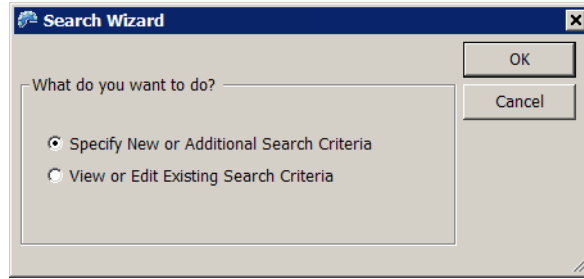 Search Wizard
OK
What do you want to do?
Cancel
Specify New or Additional Search Criteria
View or Edit Existing Search Criteria